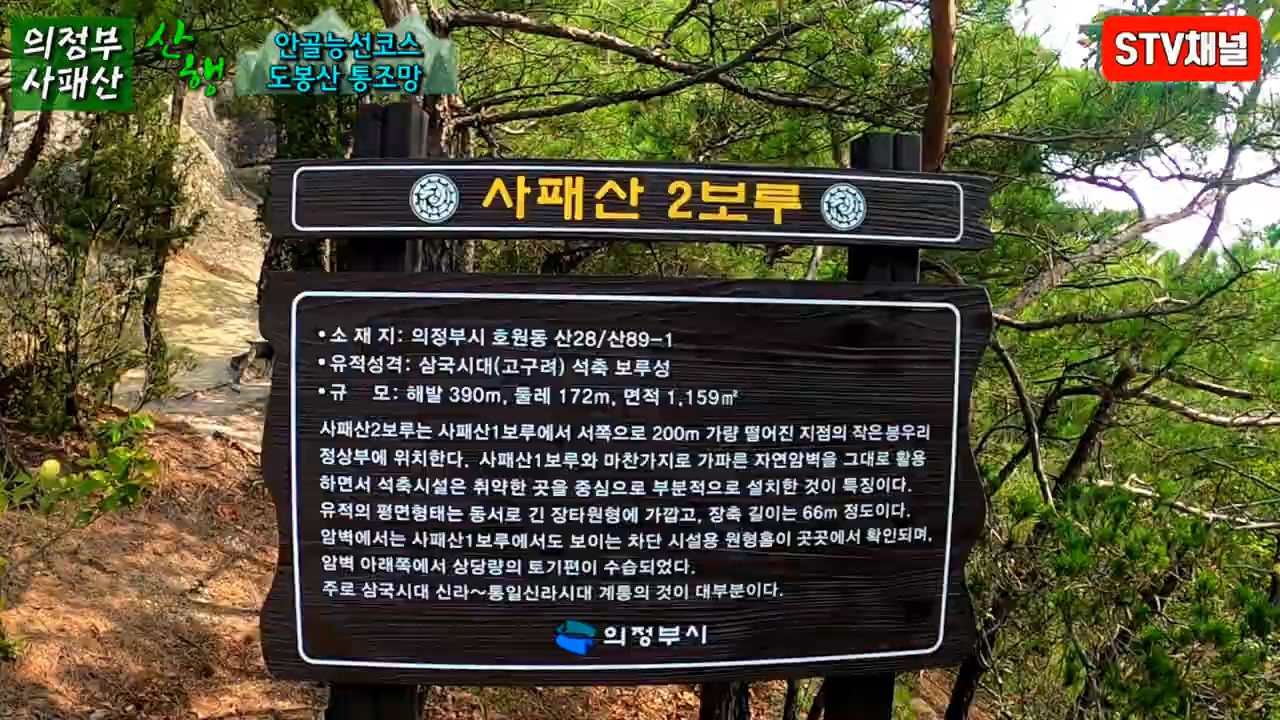 의정부
사패산
산행
안골능선코스
도봉산 통조망
STV채널
사패산 2보루
• 소 재 지: 의정부시 호원동 산28/산89-1
• 유적성격: 삼국시대(고구려) 석축 보루성
• 규 모: 해발 390m, 둘레 172m, 면적 1,159㎡
사패산2보루는 사패산1보루에서 서쪽으로 200m 가량 떨어진 지점의 작은봉우리
정상부에 위치한다. 사패산1보루와 마찬가지로 가파른 자연암벽을 그대로 활용
하면서 석축시설은 취약한 곳을 중심으로 부분적으로 설치한 것이 특징이다.
유적의 평면형태는 동서로 긴 장타원형에 가깝고, 장축 길이는 66m 정도이다.
암벽에서는 사패산1보루에서도 보이는 차단 시설용 원형홀이 곳곳에서 확인되며,
암벽 아래쪽에서 상당량의 토기편이 수습되었다.
주로 삼국시대 신라~통일신라시대 계통의 것이 대부분이다.
의정부시